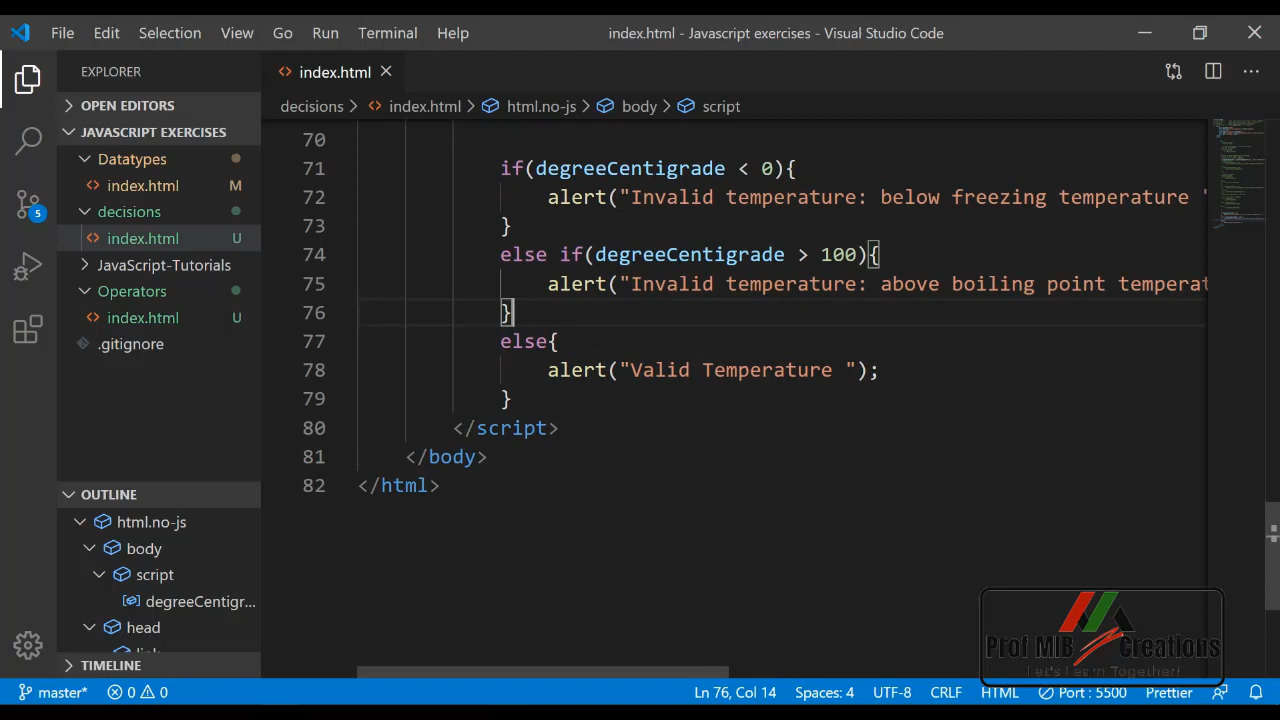 File Edit Selection View Go Run Terminal Help index.html - Javascript exercises - Visual Studio Code
EXPLORER
OPEN EDITORS
JAVASCRIPT EXERCISES
Datatypes
index.html M
decisions
index.html U
JavaScript-Tutorials
Operators
index.html U
.gitignore
OUTLINE
html.no-js
body
script
degreeCentigr...
head
TIMELINE
index.html
decisions > index.html > html.no-js > body > script
70
71 if(degreeCentigrade < 0){
72 alert("Invalid temperature: below freezing temperature "
73 }
74 else if(degreeCentigrade > 100){
75 alert("Invalid temperature: above boiling point temperat
76 }
77 else{
78 alert("Valid Temperature ");
79 }
80 </script>
81 </body>
82 </html>
Prof MIB Creations
Let's Learn Together!
5
master* 0 0 Ln 76, Col 14 Spaces: 4 UTF-8 CRLF HTML Port : 5500 Prettier